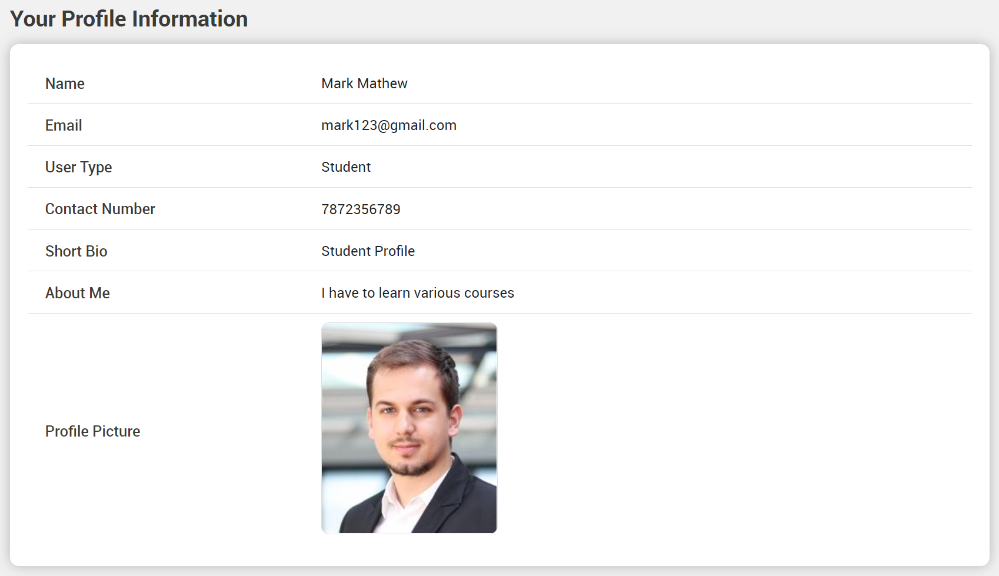 Your Profile Information
Name Mark Mathew
Email mark123@gmail.com
User Type Student
Contact Number 7872356789
Short Bio Student Profile
About Me I have to learn various courses
Profile Picture